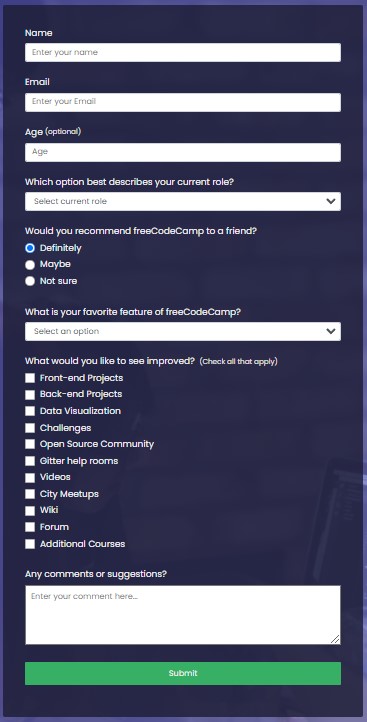 Name
Enter your name
Email
Enter your Email
Age (optional)
Age
Which option best describes your current role?
Select current role
Would you recommend freeCodeCamp to a friend?
Definitely
Maybe
Not sure
What is your favorite feature of freeCodeCamp?
Select an option
What would you like to see improved? (Check all that apply)
Front-end Projects
Back-end Projects
Data Visualization
Challenges
Open Source Community
Gitter help rooms
Videos
City Meetups
Wiki
Forum
Additional Courses
Any comments or suggestions?
Enter your comment here...
Submit